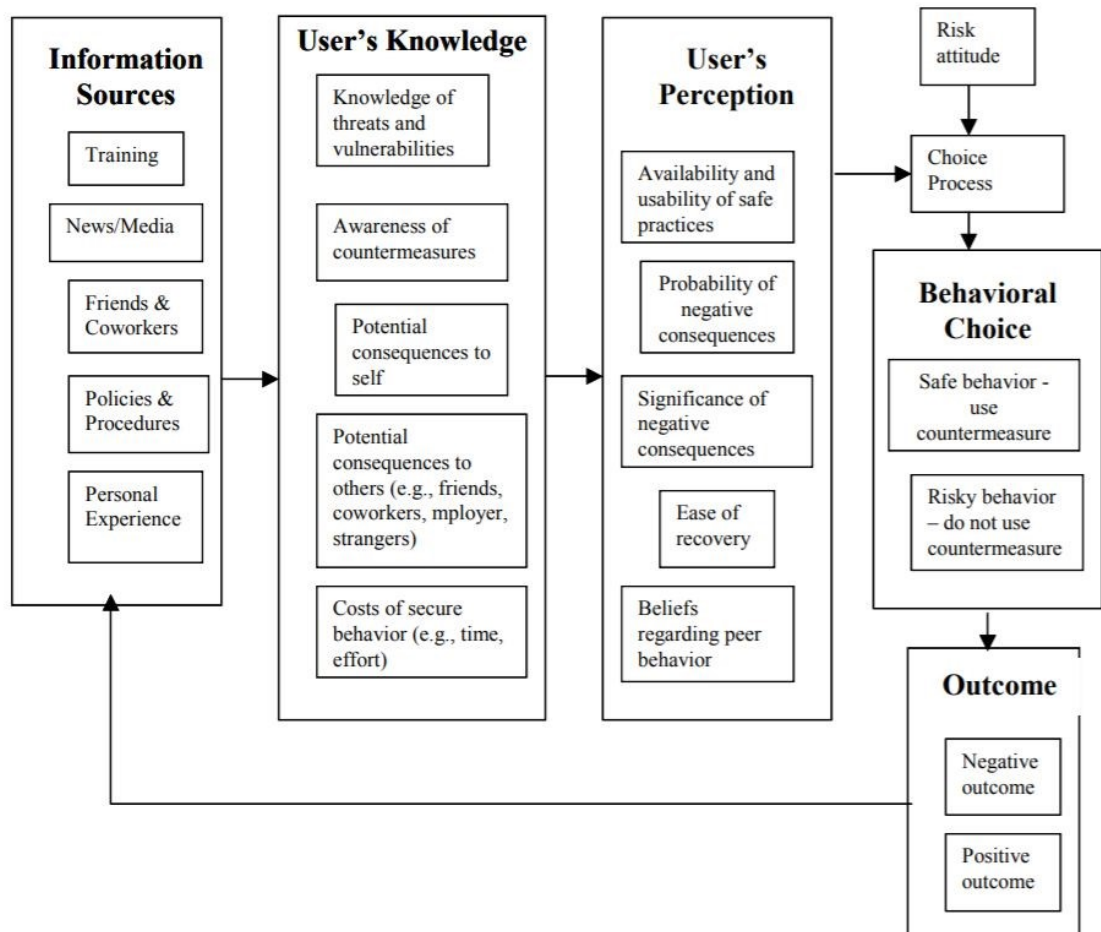 Information
Sources
Training
News/Media
Friends &
Coworkers
Policies &
Procedures
Personal
Experience
User’s Knowledge
Knowledge of
threats and
vulnerabilities
Awareness of
countermeasures
Potential
consequences to
self
Potential
consequences to
others (e.g., friends,
coworkers, mployer,
strangers)
Costs of secure
behavior (e.g., time,
effort)
User’s
Perception
Availability and
usability of safe
practices
Probability of
negative
consequences
Significance of
negative
consequences
Ease of
recovery
Beliefs
regarding peer
behavior
Risk
attitude
Choice
Process
Behavioral
Choice
Safe behavior -
use
countermeasure
Risky behavior
– do not use
countermeasure
Outcome
Negative
outcome
Positive
outcome